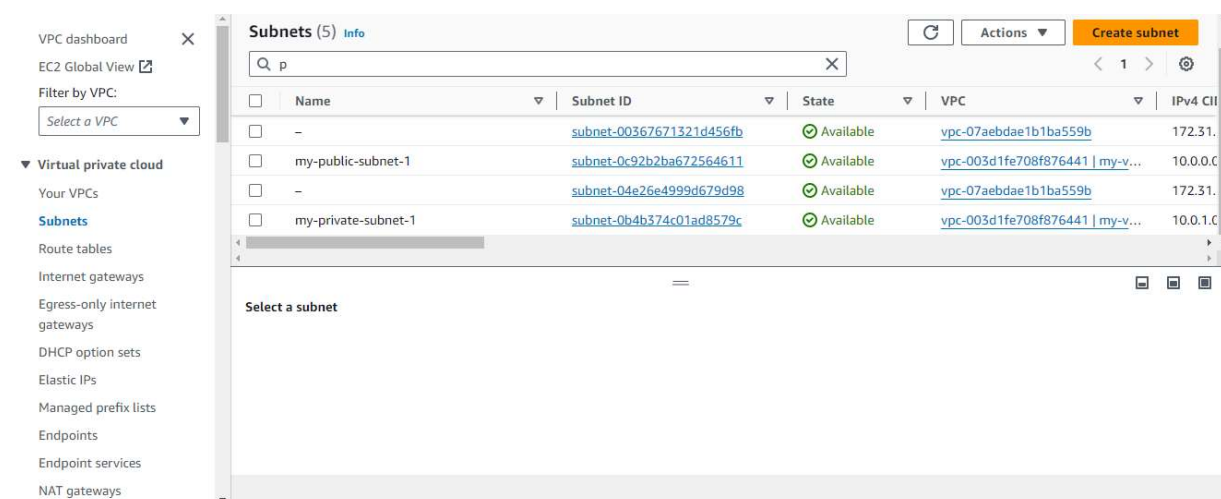 VPC dashboard
EC2 Global View
Filter by VPC:
Select a VPC
Virtual private cloud
Your VPCs
Subnets
Route tables
Internet gateways
Egress-only internet
gateways
DHCP option sets
Elastic IPs
Managed prefix lists
Endpoints
Endpoint services
NAT gateways
Subnets (5) Info
Actions
Create subnet
p
1
Name Subnet ID State VPC IPv4 CII
– subnet-00367671321d456fb Available vpc-07aebdae1b1ba559b 172.31.
my-public-subnet-1 subnet-0c92b2ba672564611 Available vpc-003d1fe708f876441 | my-v... 10.0.0.0
– subnet-04e26e4999d679d98 Available vpc-07aebdae1b1ba559b 172.31.
my-private-subnet-1 subnet-0b4b374c01ad8579c Available vpc-003d1fe708f876441 | my-v... 10.0.1.0
Select a subnet